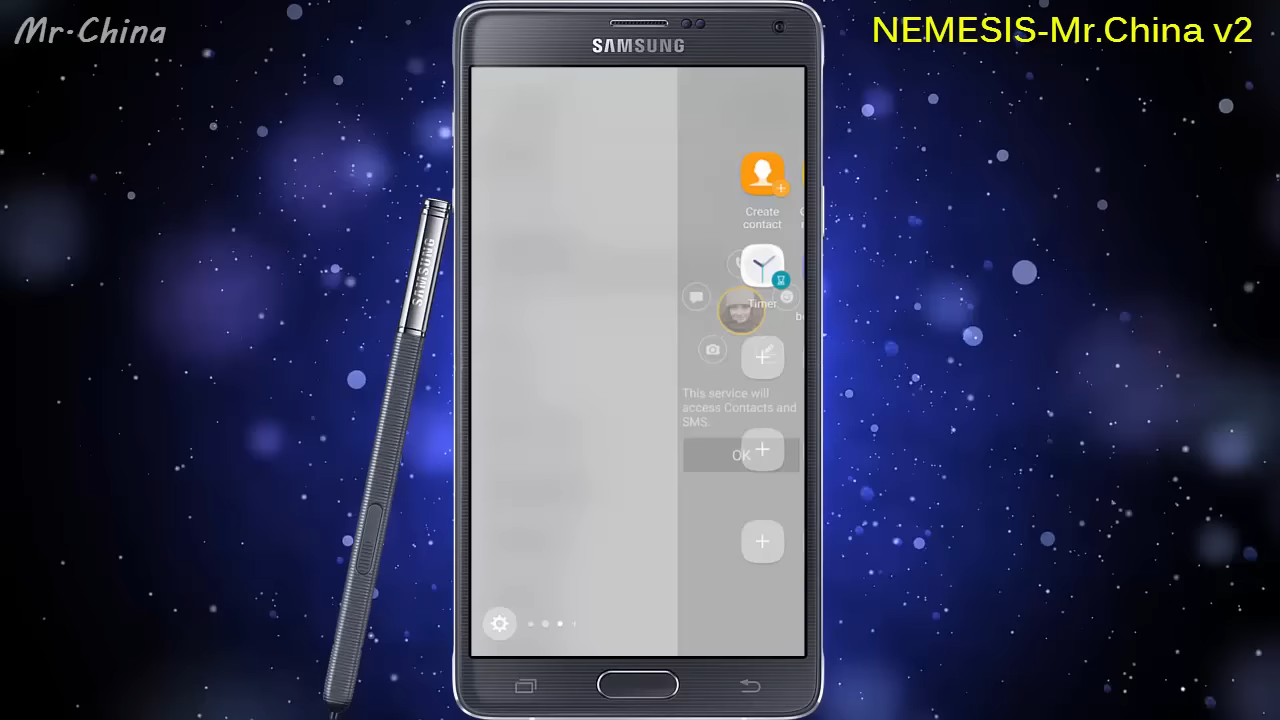 Mr-China
NEMESIS-Mr.China v2
SAMSUNG
SAMSUNG
Create
contact
Timer
This service will
access Contacts and
SMS.
OK